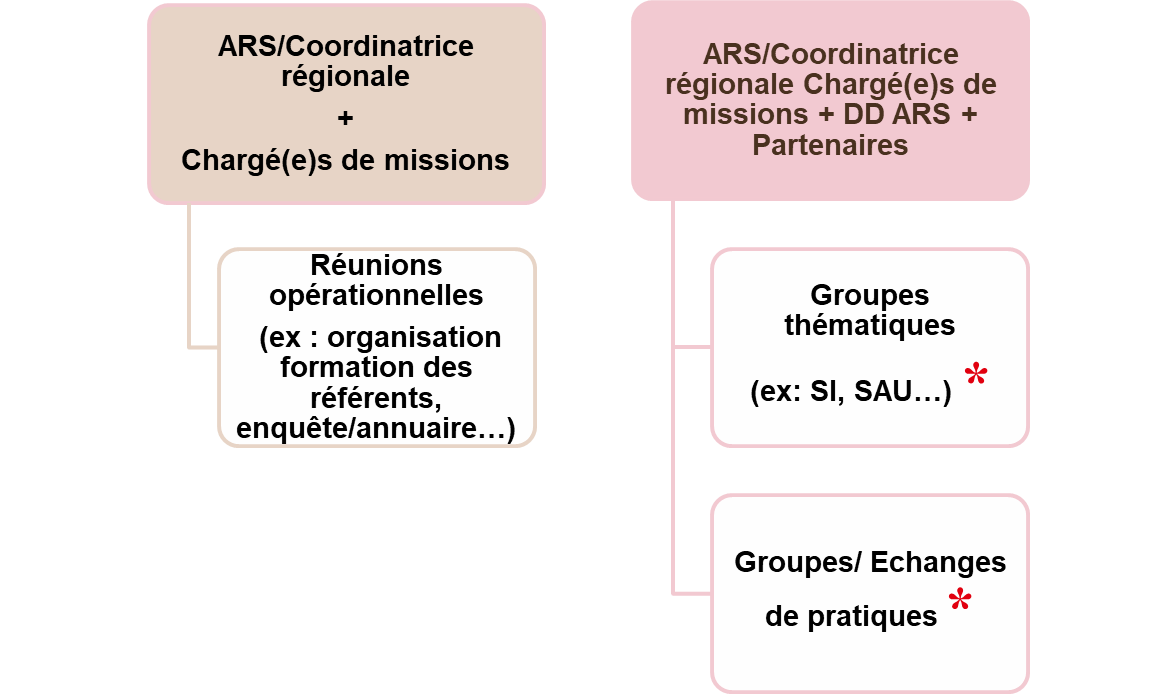 ARS/Coordinatrice
régionale
+
Chargé(e)s de missions
Réunions
opérationnelles
(ex : organisation
formation des
référents,
enquête/annuaire…)
ARS/Coordinatrice
régionale Chargé(e)s de
missions + DD ARS +
Partenaires
Groupes
thématiques
(ex: SI, SAU…) *
Groupes/ Echanges
de pratiques *